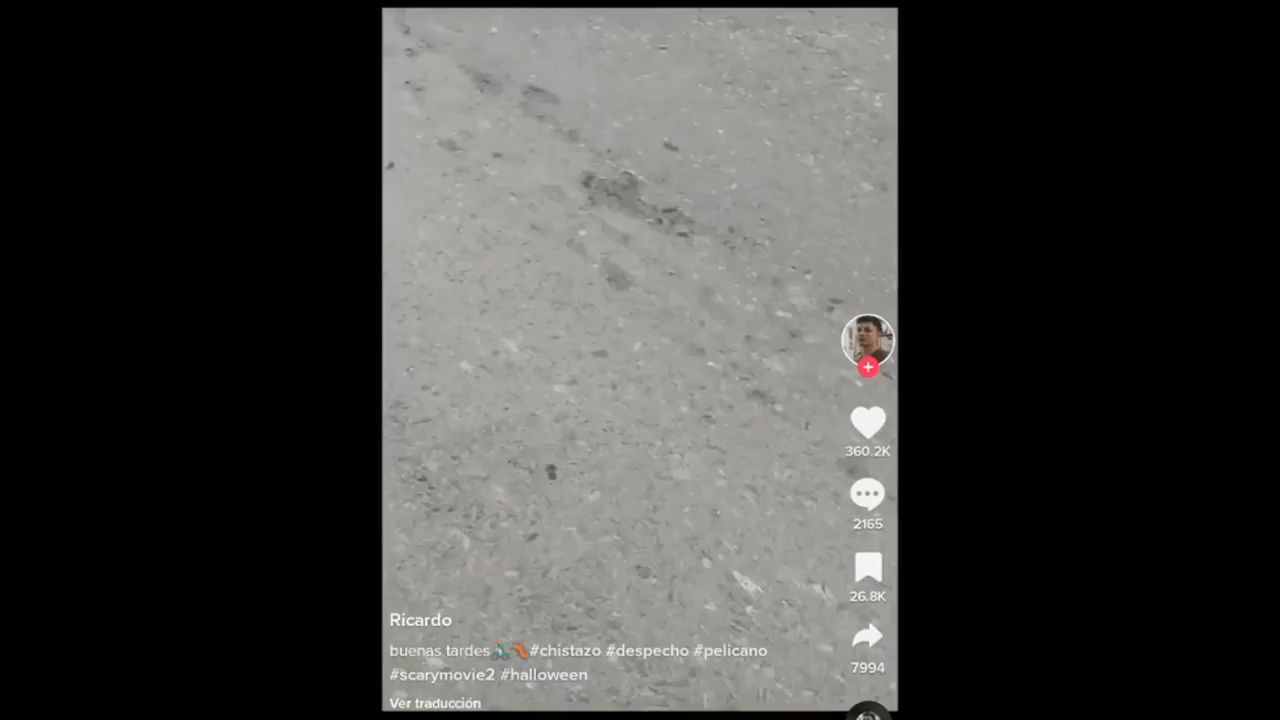 360.2K
2165
26.8K
7994
Ricardo
buenas tardes🚴🏻‍♂️🦧#chistazo #despecho #pelicano
#scarymovie2 #halloween
Ver traducción